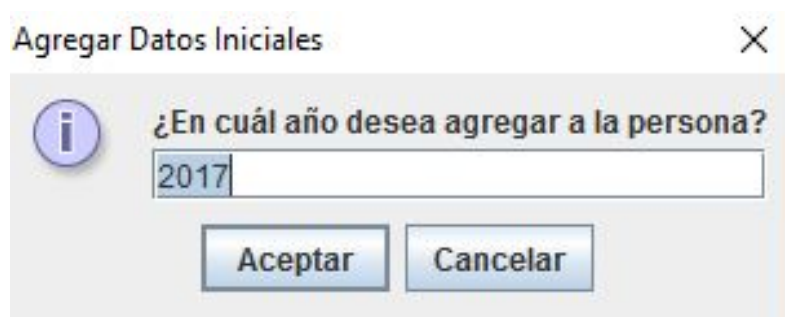 Agregar Datos Iniciales
¿En cuál año desea agregar a la persona?
2017
Aceptar Cancelar